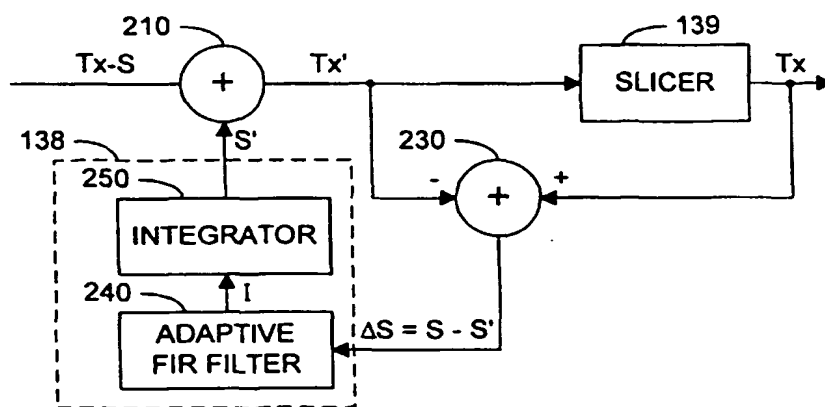 210
139
Tx-S
+
Tx'
SLICER
Tx
138
S'
230
250
-
+
+
INTEGRATOR
240
I
ADAPTIVE
FIR FILTER
ΔS = S - S'